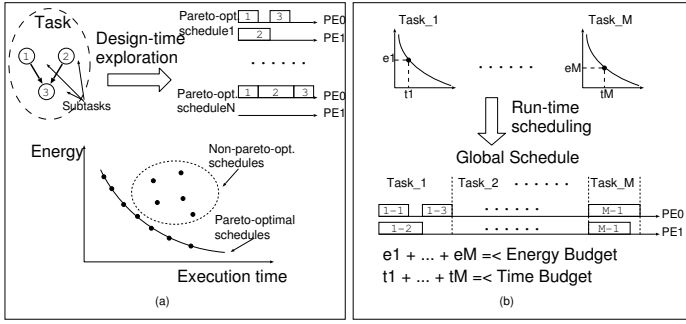 Task
1
2
3
Subtasks
Design-time
exploration
Pareto-opt.
schedule1
1
3
PE0
2
PE1
. . . . . .
Pareto-opt.
scheduleN
1
2
3
PE0
PE1
Energy
Non-pareto-opt.
schedules
Pareto-optimal
schedules
Execution time
(a)
Task_1
e1
t1
. . . . . .
Task_M
eM
tM
Run-time
scheduling
Global Schedule
Task_1
Task_2
. . . . . .
Task_M
1-1
1-3
. . . . . .
M-1
PE0
1-2
. . . . . .
M-1
PE1
e1 + ... + eM =< Energy Budget
t1 + ... + tM =< Time Budget
(b)